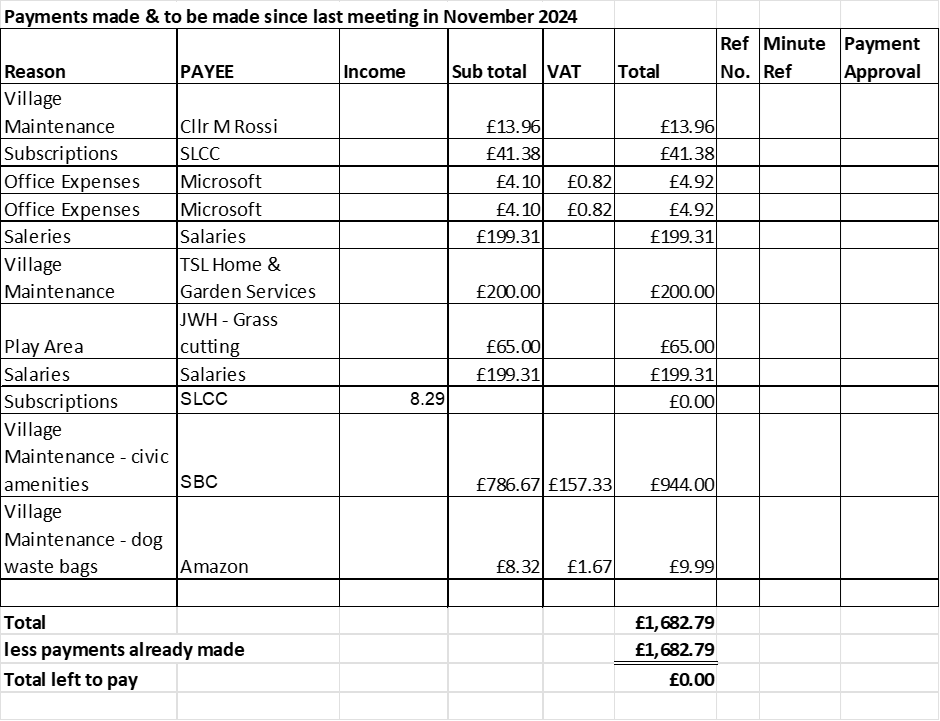 Payments made & to be made since last meeting in November 2024
Reason PAYEE Income Sub total VAT Total Ref No. Minute Ref Payment Approval
Village
Maintenance Cllr M Rossi £13.96 £13.96
Subscriptions SLCC £41.38 £41.38
Office Expenses Microsoft £4.10 £0.82 £4.92
Office Expenses Microsoft £4.10 £0.82 £4.92
Saleries Salaries £199.31 £199.31
Village TSL Home &
Maintenance Garden Services £200.00 £200.00
JWH - Grass
Play Area cutting £65.00 £65.00
Salaries Salaries £199.31 £199.31
Subscriptions SLCC 8.29 £0.00
Village
Maintenance - civic
amenities SBC £786.67 £157.33 £944.00
Village
Maintenance - dog
waste bags Amazon £8.32 £1.67 £9.99
Total £1,682.79
less payments already made £1,682.79
Total left to pay £0.00